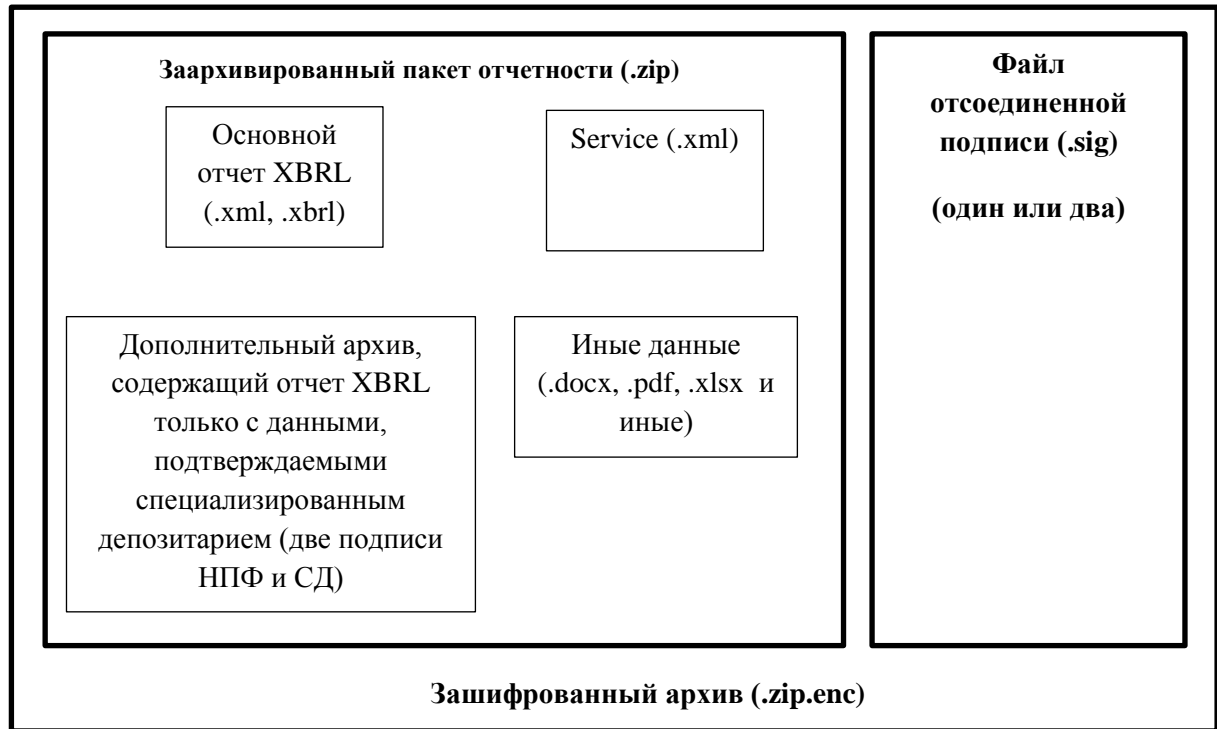 Заархивированный пакет отчетности (.zip)
Основной
отчет XBRL
(.xml, .xbrl)
Service (.xml)
Дополнительный архив,
содержащий отчет XBRL
только с данными,
подтверждаемыми
специализированным
депозитарием (две подписи
НПФ и СД)
Иные данные
(.docx, .pdf, .xlsx и
иные)
Файл
отсоединенной
подписи (.sig)
(один или два)
Зашифрованный архив (.zip.enc)